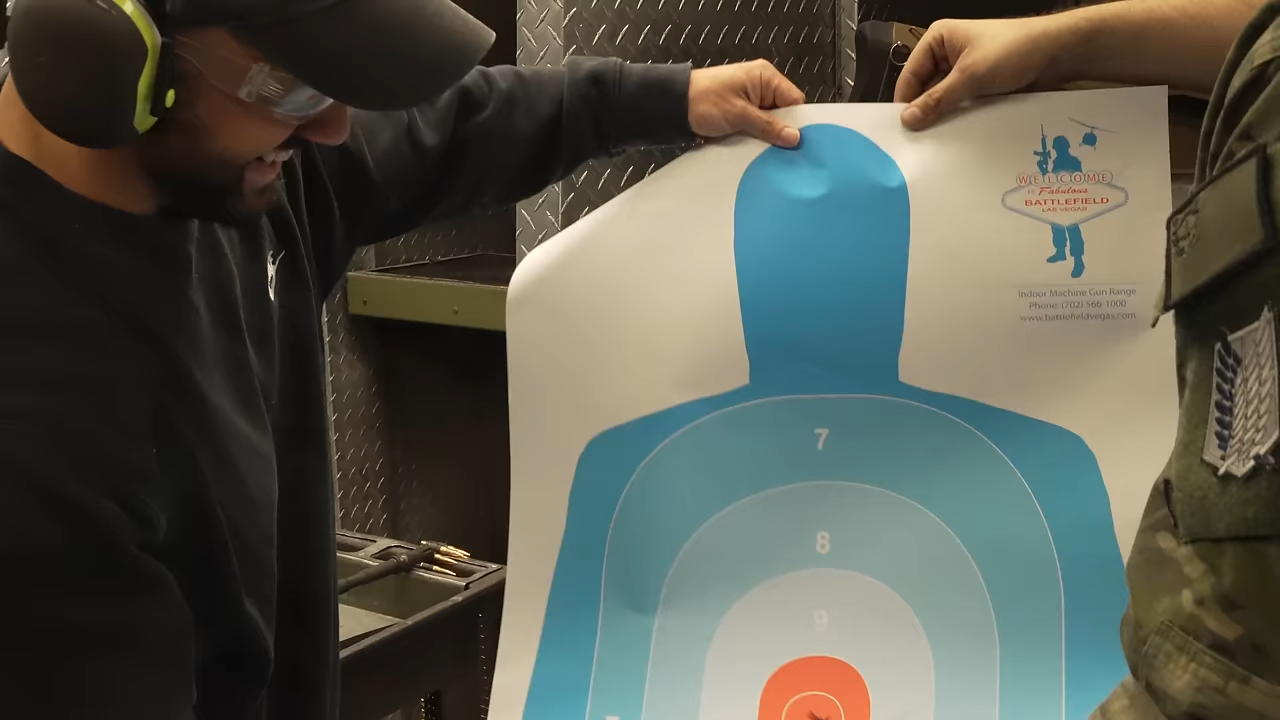 WELCOME
TO Fabulous
BATTLEFIELD
LAS VEGAS
Indoor Machine Gun Range
Phone: (702) 566-1000
www.battlefieldvegas.com
7
8
9